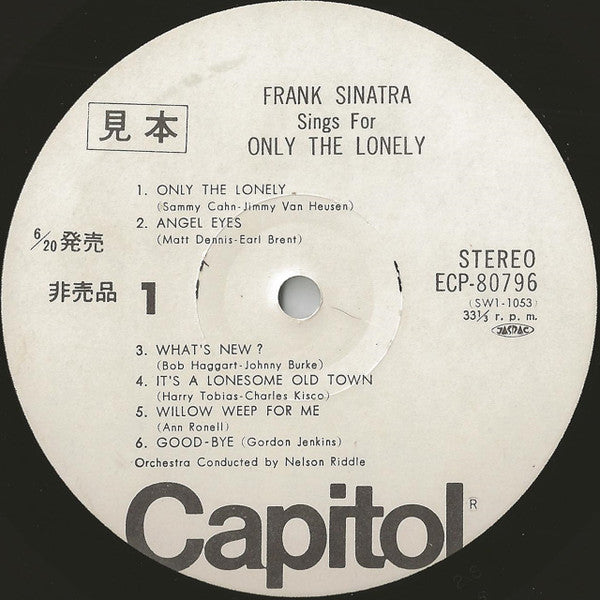 FRANK SINATRA
Sings For
ONLY THE LONELY
見本
1. ONLY THE LONELY
(Sammy Cahn-Jimmy Van Heusen)
2. ANGEL EYES
(Matt Dennis-Earl Brent)
6/20発売
非売品
1
STEREO
ECP-80796
(SW1-1053)
33⅓ r. p. m.
JASRAC
3. WHAT'S NEW ?
(Bob Haggart-Johnny Burke)
4. IT'S A LONESOME OLD TOWN
(Harry Tobias-Charles Kisco)
5. WILLOW WEEP FOR ME
(Ann Ronell)
6. GOOD-BYE (Gordon Jenkins)
Orchestra Conducted by Nelson Riddle
Capitol®